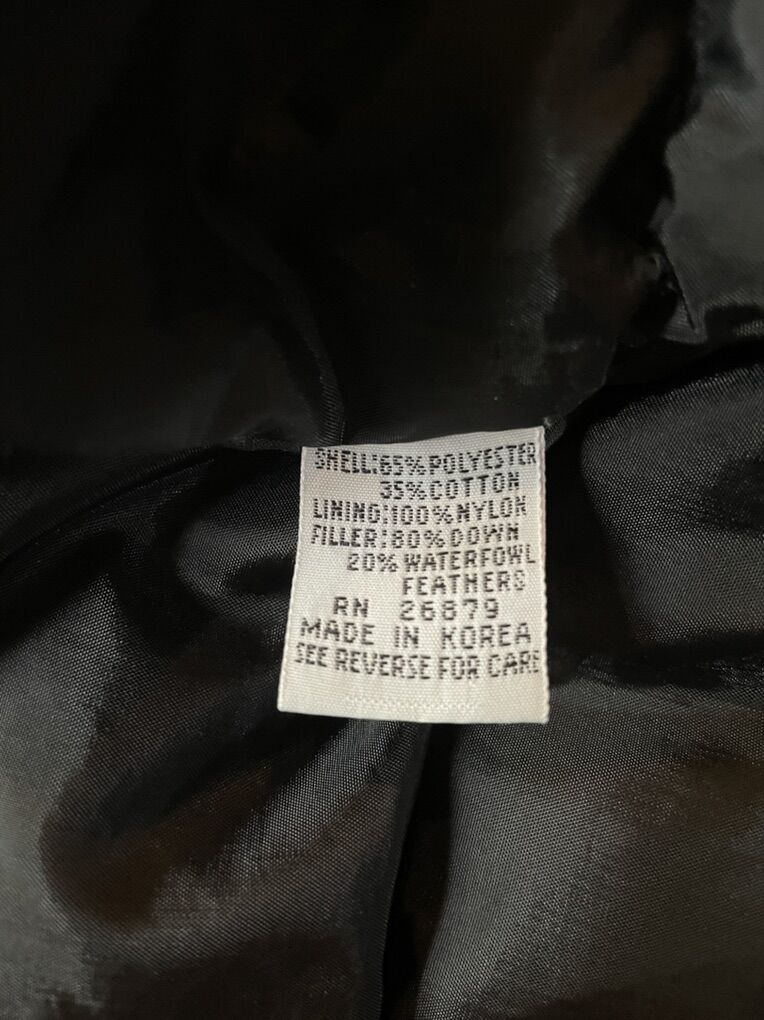 SHELL:65%POLYESTER
35%COTTON
LINING:100%NYLON
FILLER:80%DOWN
20%WATERFOWL
FEATHERS
RN 26879
MADE IN KOREA
SEE REVERSE FOR CARE